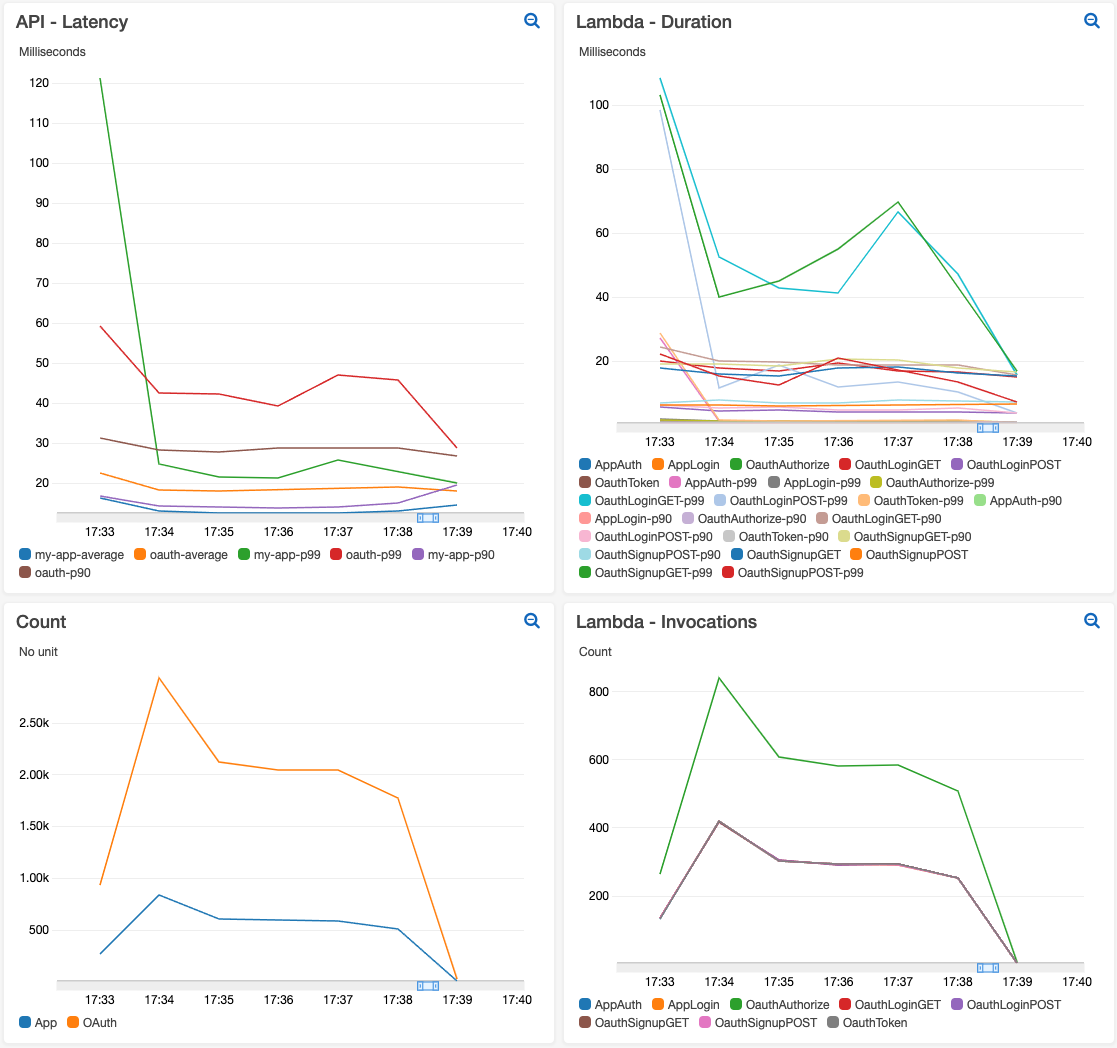 API - Latency
Milliseconds
120
110
100
90
80
70
60
50
40
30
20
17:33 17:34 17:35 17:36 17:37 17:38 17:39 17:40
my-app-average oauth-average my-app-p99 oauth-p99 my-app-p90
oauth-p90
Lambda - Duration
Milliseconds
100
80
60
40
20
17:33 17:34 17:35 17:36 17:37 17:38 17:39 17:40
AppAuth AppLogin OauthAuthorize OauthLoginGET OauthLoginPOST
OauthToken AppAuth-p99 AppLogin-p99 OauthAuthorize-p99
OauthLoginGET-p99 OauthLoginPOST-p99 OauthToken-p99 AppAuth-p90
AppLogin-p90 OauthAuthorize-p90 OauthLoginGET-p90
OauthLoginPOST-p90 OauthToken-p90 OauthSignupGET-p90
OauthSignupPOST-p90 OauthSignupGET OauthSignupPOST
OauthSignupGET-p99 OauthSignupPOST-p99
Count
No unit
2.50k
2.00k
1.50k
1.00k
500
17:33 17:34 17:35 17:36 17:37 17:38 17:39 17:40
App OAuth
Lambda - Invocations
Count
800
600
400
200
17:33 17:34 17:35 17:36 17:37 17:38 17:39 17:40
AppAuth AppLogin OauthAuthorize OauthLoginGET OauthLoginPOST
OauthSignupGET OauthSignupPOST OauthToken